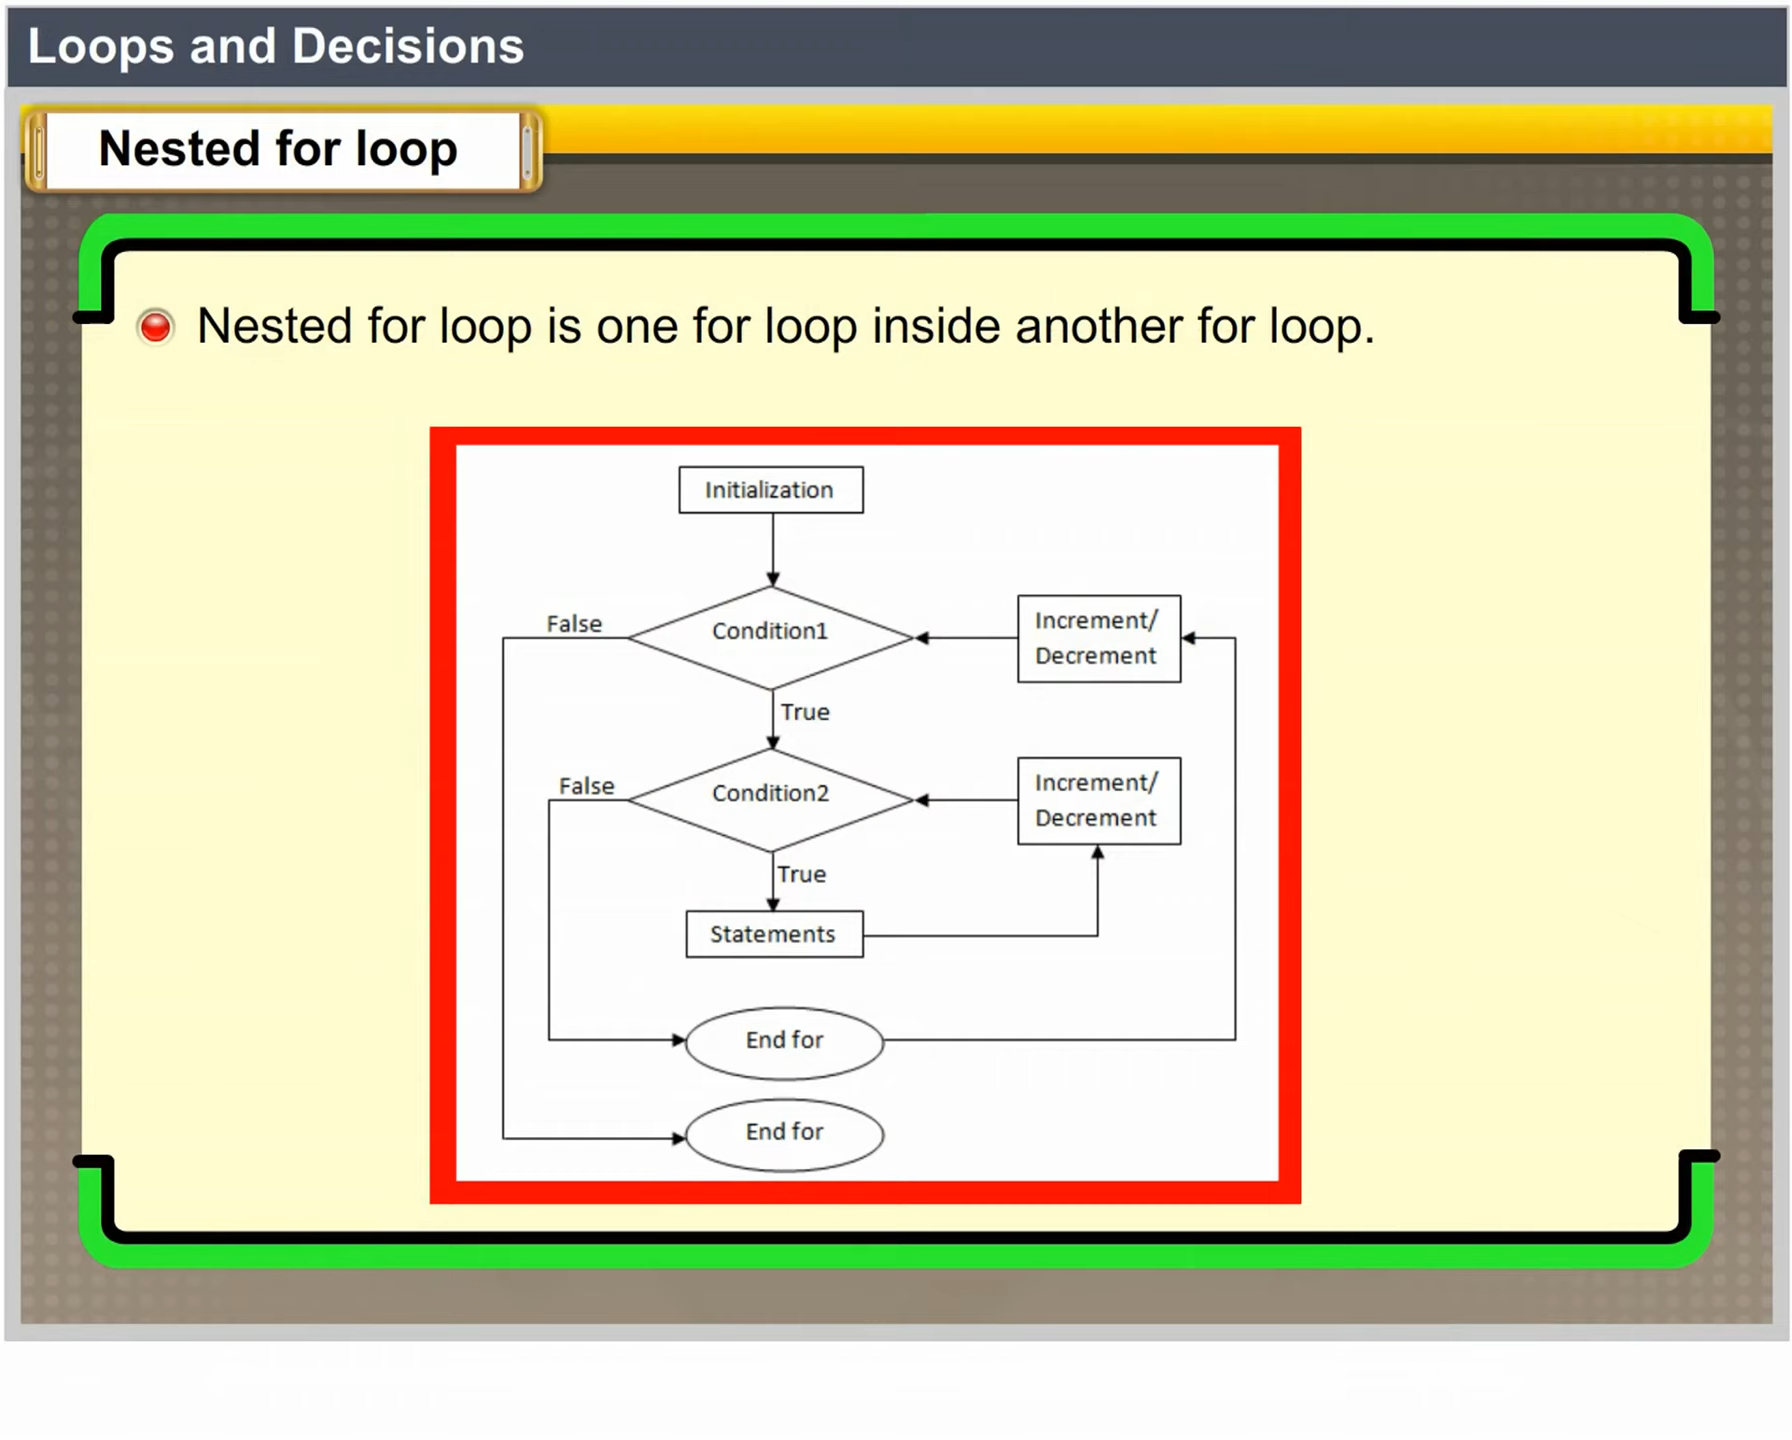 Loops and Decisions
Nested for loop
Nested for loop is one for loop inside another for loop.
Initialization
False
Condition1
Increment/
Decrement
True
False
Condition2
Increment/
Decrement
True
Statements
End for
End for